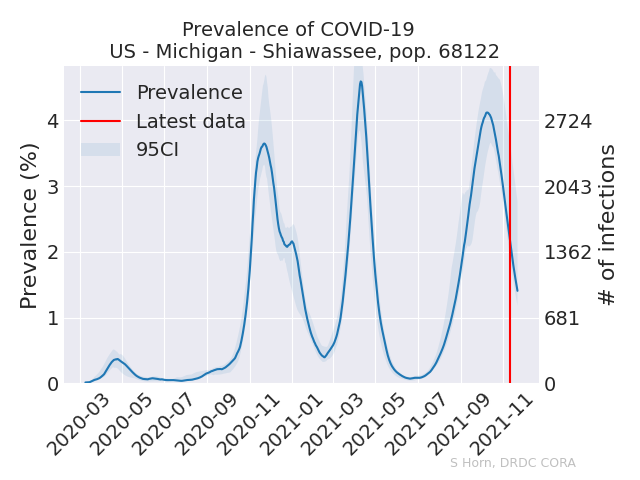 Prevalence of COVID-19
US - Michigan - Shiawassee, pop. 68122
Prevalence
Latest data
95CI
Prevalence (%)
4
3
2
1
0
2724
2043
1362
681
0
# of infections
2020-03
2020-05
2020-07
2020-09
2020-11
2021-01
2021-03
2021-05
2021-07
2021-09
2021-11
S Horn, DRDC CORA